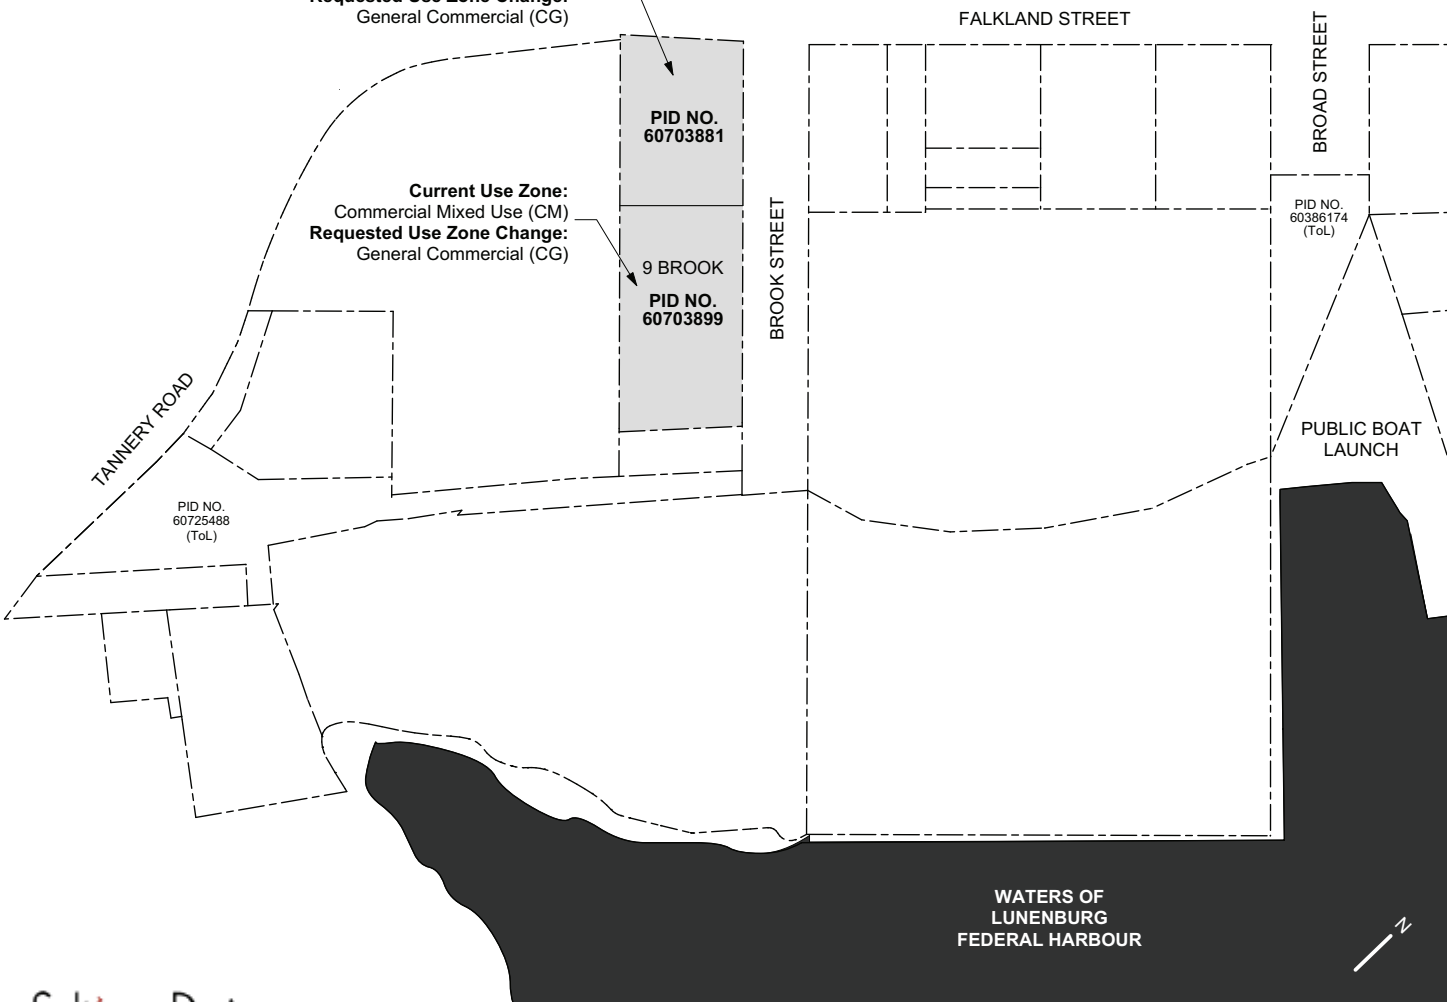 Requested Use Zone Change:
General Commercial (CG)
FALKLAND STREET
BROAD STREET
PID NO.
60703881
Current Use Zone:
Commercial Mixed Use (CM)
Requested Use Zone Change:
General Commercial (CG)
9 BROOK
PID NO.
60703899
BROOK STREET
PID NO.
60386174
(ToL)
TANNERY ROAD
PUBLIC BOAT
LAUNCH
PID NO.
60725488
(ToL)
WATERS OF
LUNENBURG
FEDERAL HARBOUR
N